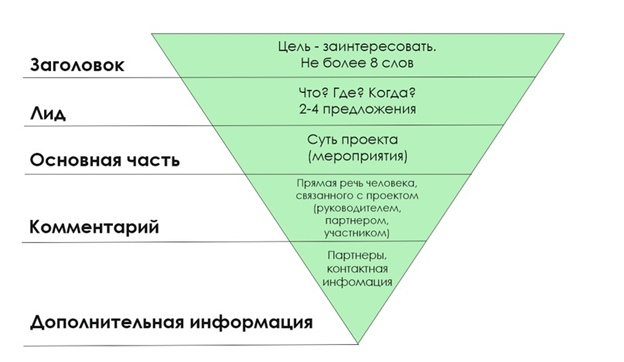 Заголовок
Цель - заинтересовать.
Не более 8 слов
Лид
Что? Где? Когда?
2-4 предложения
Основная часть
Суть проекта
(мероприятия)
Комментарий
Прямая речь человека,
связанного с проектом
(руководителем,
партнером,
участником)
Дополнительная информация
Партнеры,
контактная
инфомация